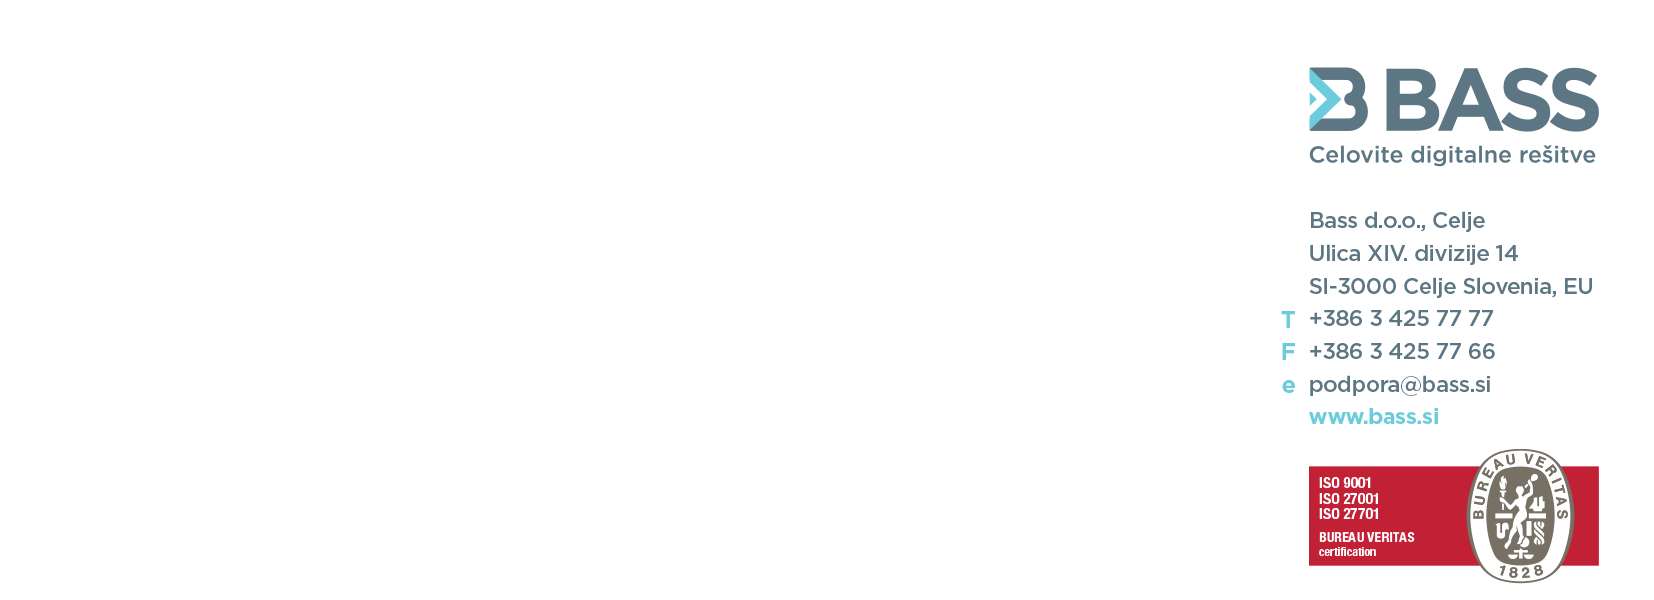 BASS
Celovite digitalne rešitve
Bass d.o.o., Celje
Ulica XIV. divizije 14
SI-3000 Celje Slovenia, EU
T +386 3 425 77 77
F +386 3 425 77 66
e podpora@bass.si
www.bass.si
ISO 9001
ISO 27001
ISO 27701
BUREAU VERITAS
certification
BUREAU VERITAS
1828